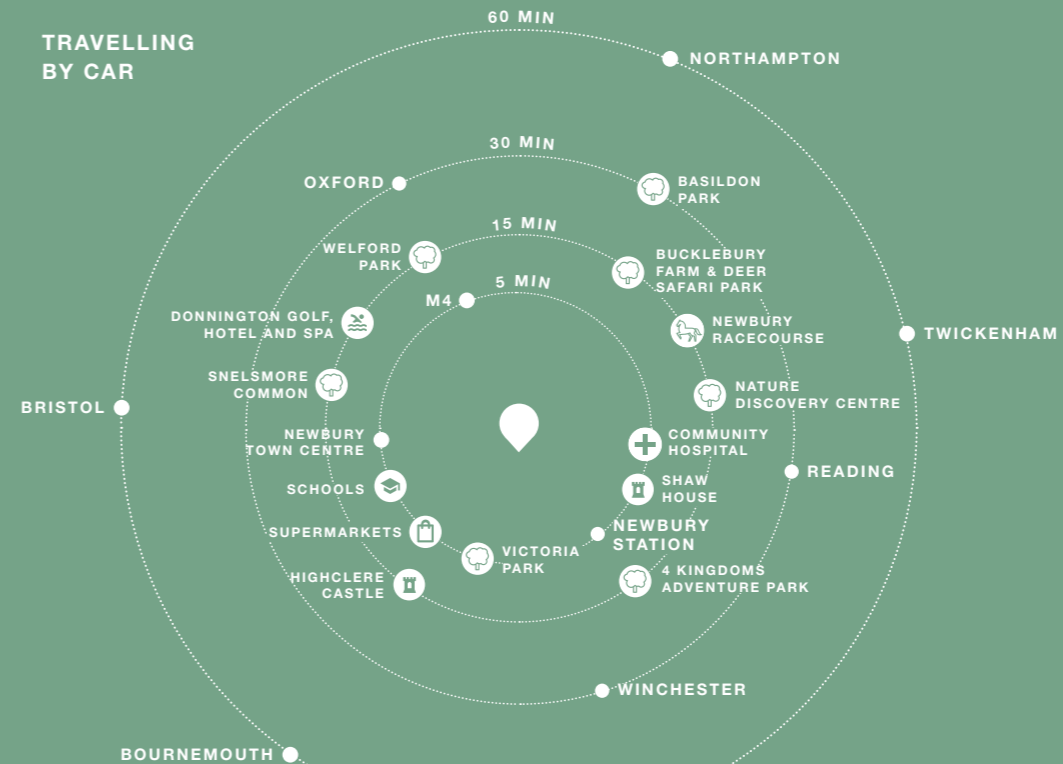 60 MIN
TRAVELLING
BY CAR
NORTHAMPTON
30 MIN
OXFORD
BASILDON
PARK
15 MIN
WELFORD
PARK
BUCKLEBURY
FARM & DEER
SAFARI PARK
5 MIN
M4
DONNINGTON GOLF,
HOTEL AND SPA
NEWBURY
RACECOURSE
TWICKENHAM
SNELSMORE
COMMON
NATURE
DISCOVERY CENTRE
BRISTOL
NEWBURY
TOWN CENTRE
COMMUNITY
HOSPITAL
READING
SCHOOLS
SHAW
HOUSE
SUPERMARKETS
NEWBURY
STATION
VICTORIA
PARK
HIGHCLERE
CASTLE
4 KINGDOMS
ADVENTURE PARK
WINCHESTER
BOURNEMOUTH